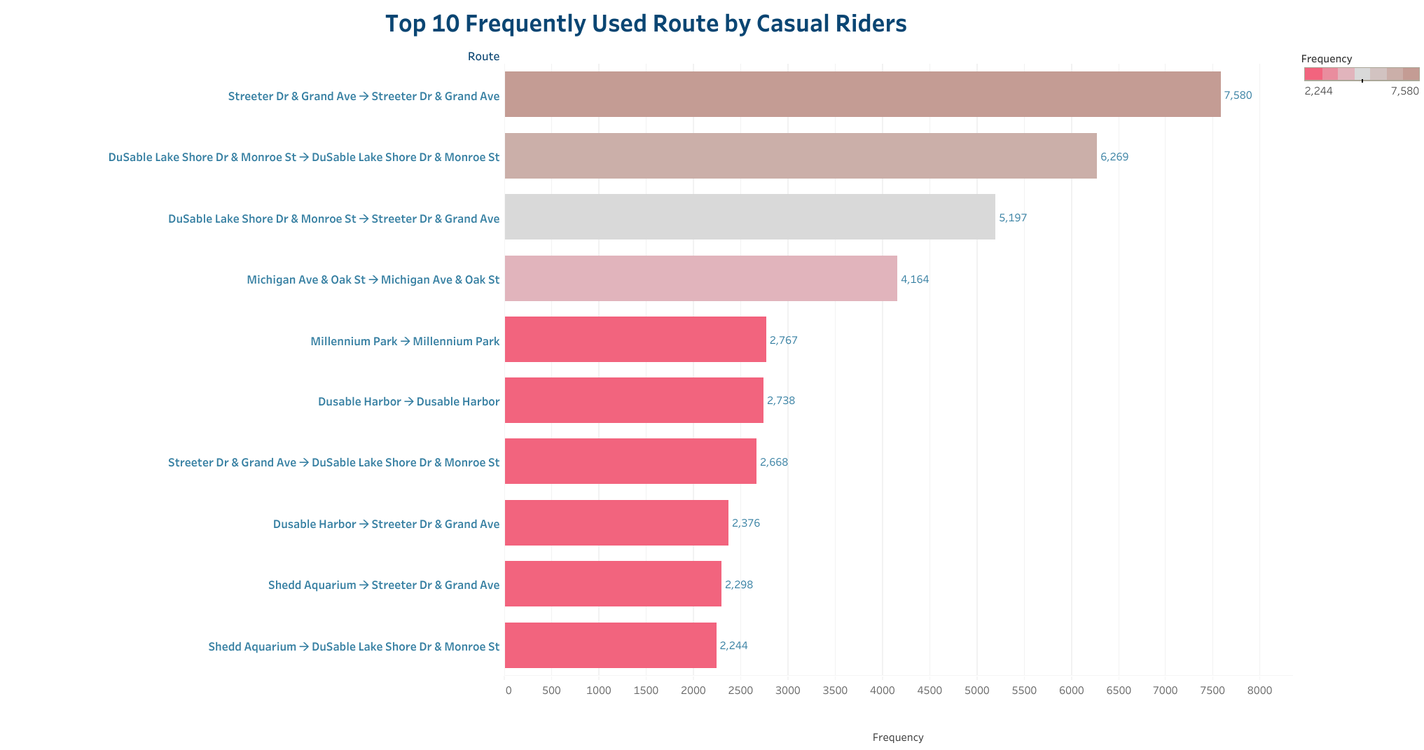 Top 10 Frequently Used Route by Casual Riders
Route
Frequency
2,244 7,580
Streeter Dr & Grand Ave → Streeter Dr & Grand Ave 7,580
DuSable Lake Shore Dr & Monroe St → DuSable Lake Shore Dr & Monroe St 6,269
DuSable Lake Shore Dr & Monroe St → Streeter Dr & Grand Ave 5,197
Michigan Ave & Oak St → Michigan Ave & Oak St 4,164
Millennium Park → Millennium Park 2,767
Dusable Harbor → Dusable Harbor 2,738
Streeter Dr & Grand Ave → DuSable Lake Shore Dr & Monroe St 2,668
Dusable Harbor → Streeter Dr & Grand Ave 2,376
Shedd Aquarium → Streeter Dr & Grand Ave 2,298
Shedd Aquarium → DuSable Lake Shore Dr & Monroe St 2,244
0 500 1000 1500 2000 2500 3000 3500 4000 4500 5000 5500 6000 6500 7000 7500 8000
Frequency